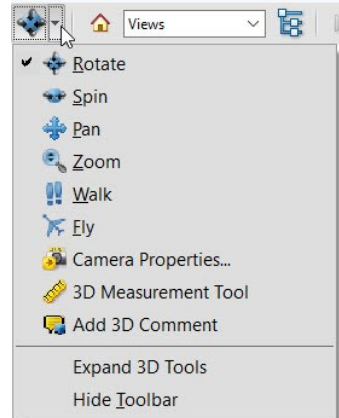 Views
Rotate
Spin
Pan
Zoom
Walk
Fly
Camera Properties...
3D Measurement Tool
Add 3D Comment
Expand 3D Tools
Hide Toolbar